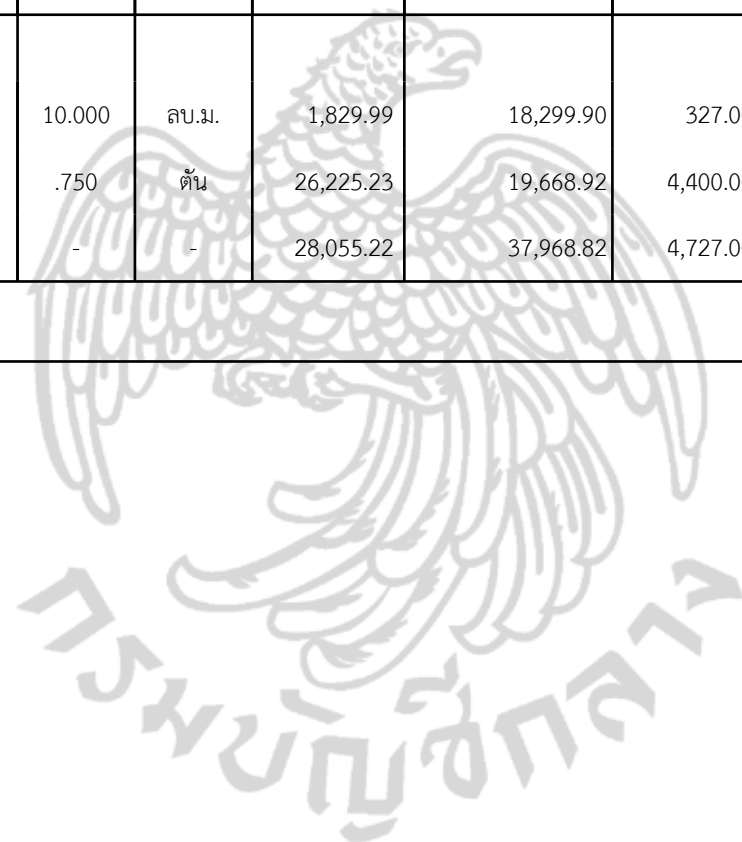 10.000 ลบ.ม. 1,829.99 18,299.90 327.0
.750 ตัน 26,225.23 19,668.92 4,400.0
- - 28,055.22 37,968.82 4,727.0
กรมบัญชีกลาง